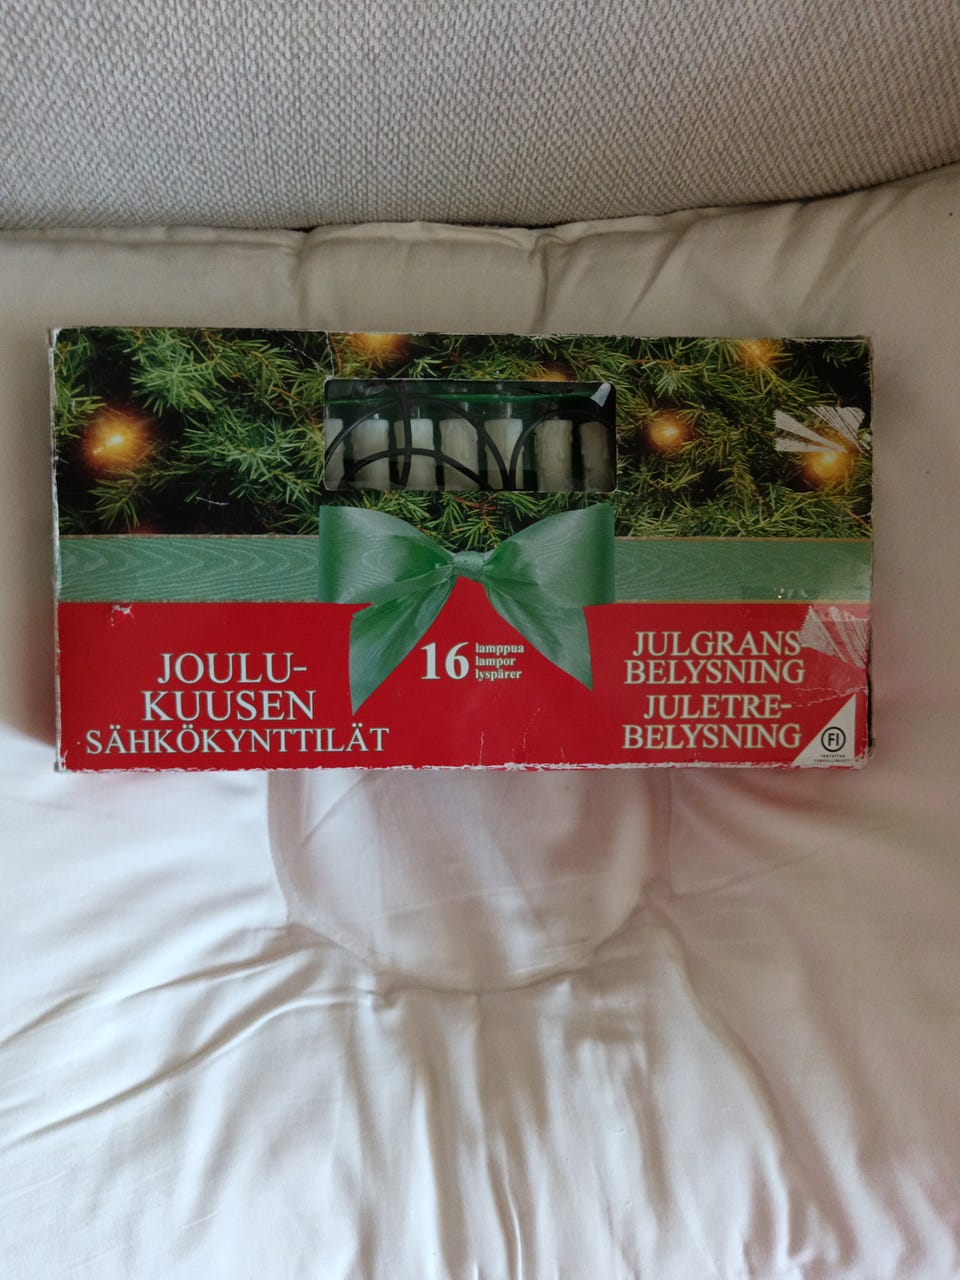 JOULU-
KUUSEN
SÄHKÖKYNTTILÄT
16
lamppua
lampor
lyspærer
JULGRANS
BELYSNING
JULETRE-
BELYSNING
FI